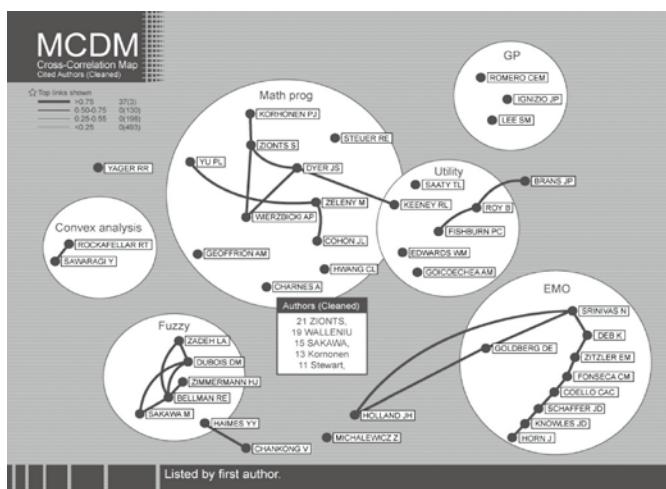 MCDM
Cross-Correlation Map
Cited Authors (Cleaned)
Top links shown
>0.75 37(3)
0.50-0.75 0(130)
0.25-0.55 0(198)
<0.25 0(493)
GP
ROMERO CEM
IGNIZIO JP
LEE SM
Math prog
KORHONEN PJ
STEUER RE
ZIONTS S
YU PL
DYER JS
ZELENY M
WIERZBICKI AP
COHON JL
GEOFFRION AM
HWANG CL
CHARNES A
YAGER RR
Utility
SAATY TL
BRANS JP
KEENEY RL
ROY B
FISHBURN PC
EDWARDS WM
GOICOECHEA AM
Convex analysis
ROCKAFELLAR RT
SAWARAGI Y
Authors (Cleaned)
21 ZIONTS,
19 WALLENIU
15 SAKAWA,
13 Kornonen
11 Stewart,
EMO
SRINIVAS N
DEB K
GOLDBERG DE
ZITZLER EM
FONSECA CM
COELLO CAC
SCHAFFER JD
KNOWLES JD
HORN J
Fuzzy
ZADEH LA
DUBOIS DM
ZIMMERMANN HJ
BELLMAN RE
SAKAWA M
HAIMES YY
HOLLAND JH
MICHALEWICZ Z
CHANKONG V
Listed by first author.